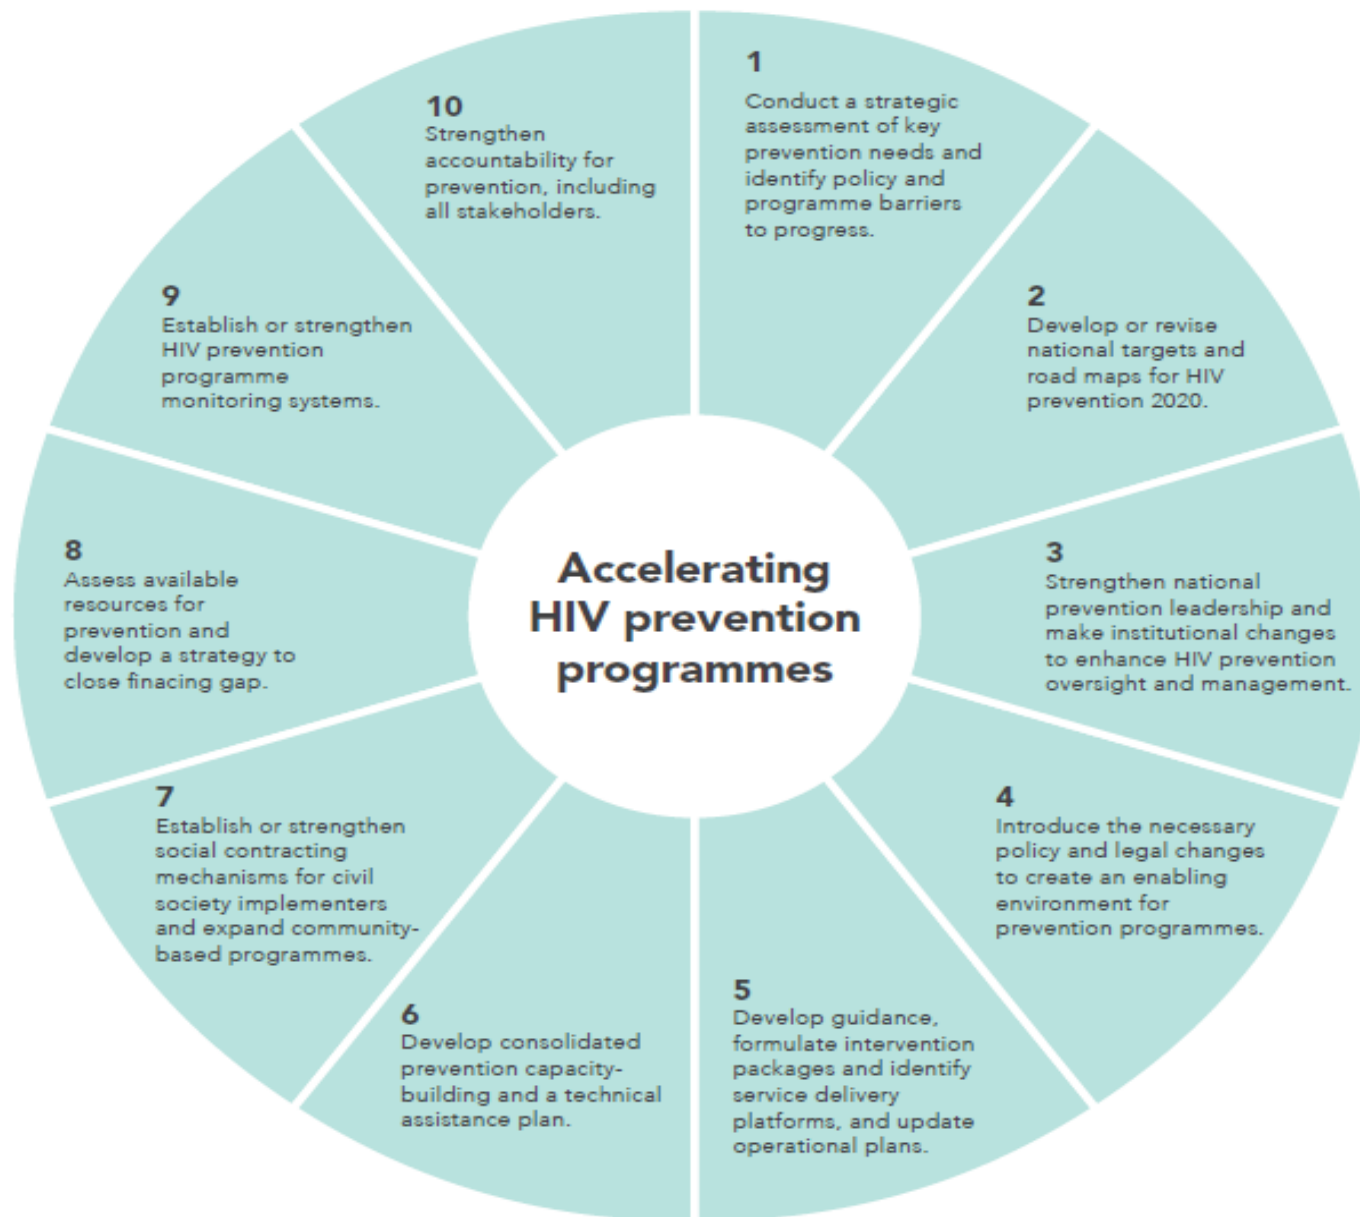 1
Conduct a strategic
assessment of key
prevention needs and
identify policy and
programme barriers
to progress.
2
Develop or revise
national targets and
road maps for HIV
prevention 2020.
3
Strengthen national
prevention leadership and
make institutional changes
to enhance HIV prevention
oversight and management.
4
Introduce the necessary
policy and legal changes
to create an enabling
environment for
prevention programmes.
5
Develop guidance,
formulate intervention
packages and identify
service delivery
platforms, and update
operational plans.
6
Develop consolidated
prevention capacity-
building and a technical
assistance plan.
7
Establish or strengthen
social contracting
mechanisms for civil
society implementers
and expand community-
based programmes.
8
Assess available
resources for
prevention and
develop a strategy to
close finacing gap.
9
Establish or strengthen
HIV prevention
programme
monitoring systems.
10
Strengthen
accountability for
prevention, including
all stakeholders.
Accelerating
HIV prevention
programmes